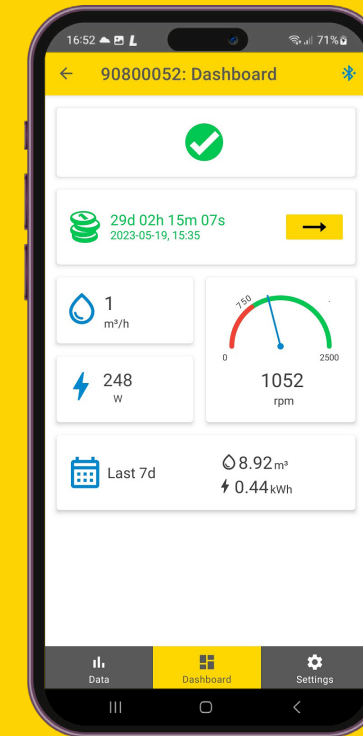 16:52
71%
90800052: Dashboard
29d 02h 15m 07s
2023-05-19, 15:35
1
m³/h
248
W
750
0
2500
1052
rpm
Last 7d
8.92 m³
0.44 kWh
Data
Dashboard
Settings